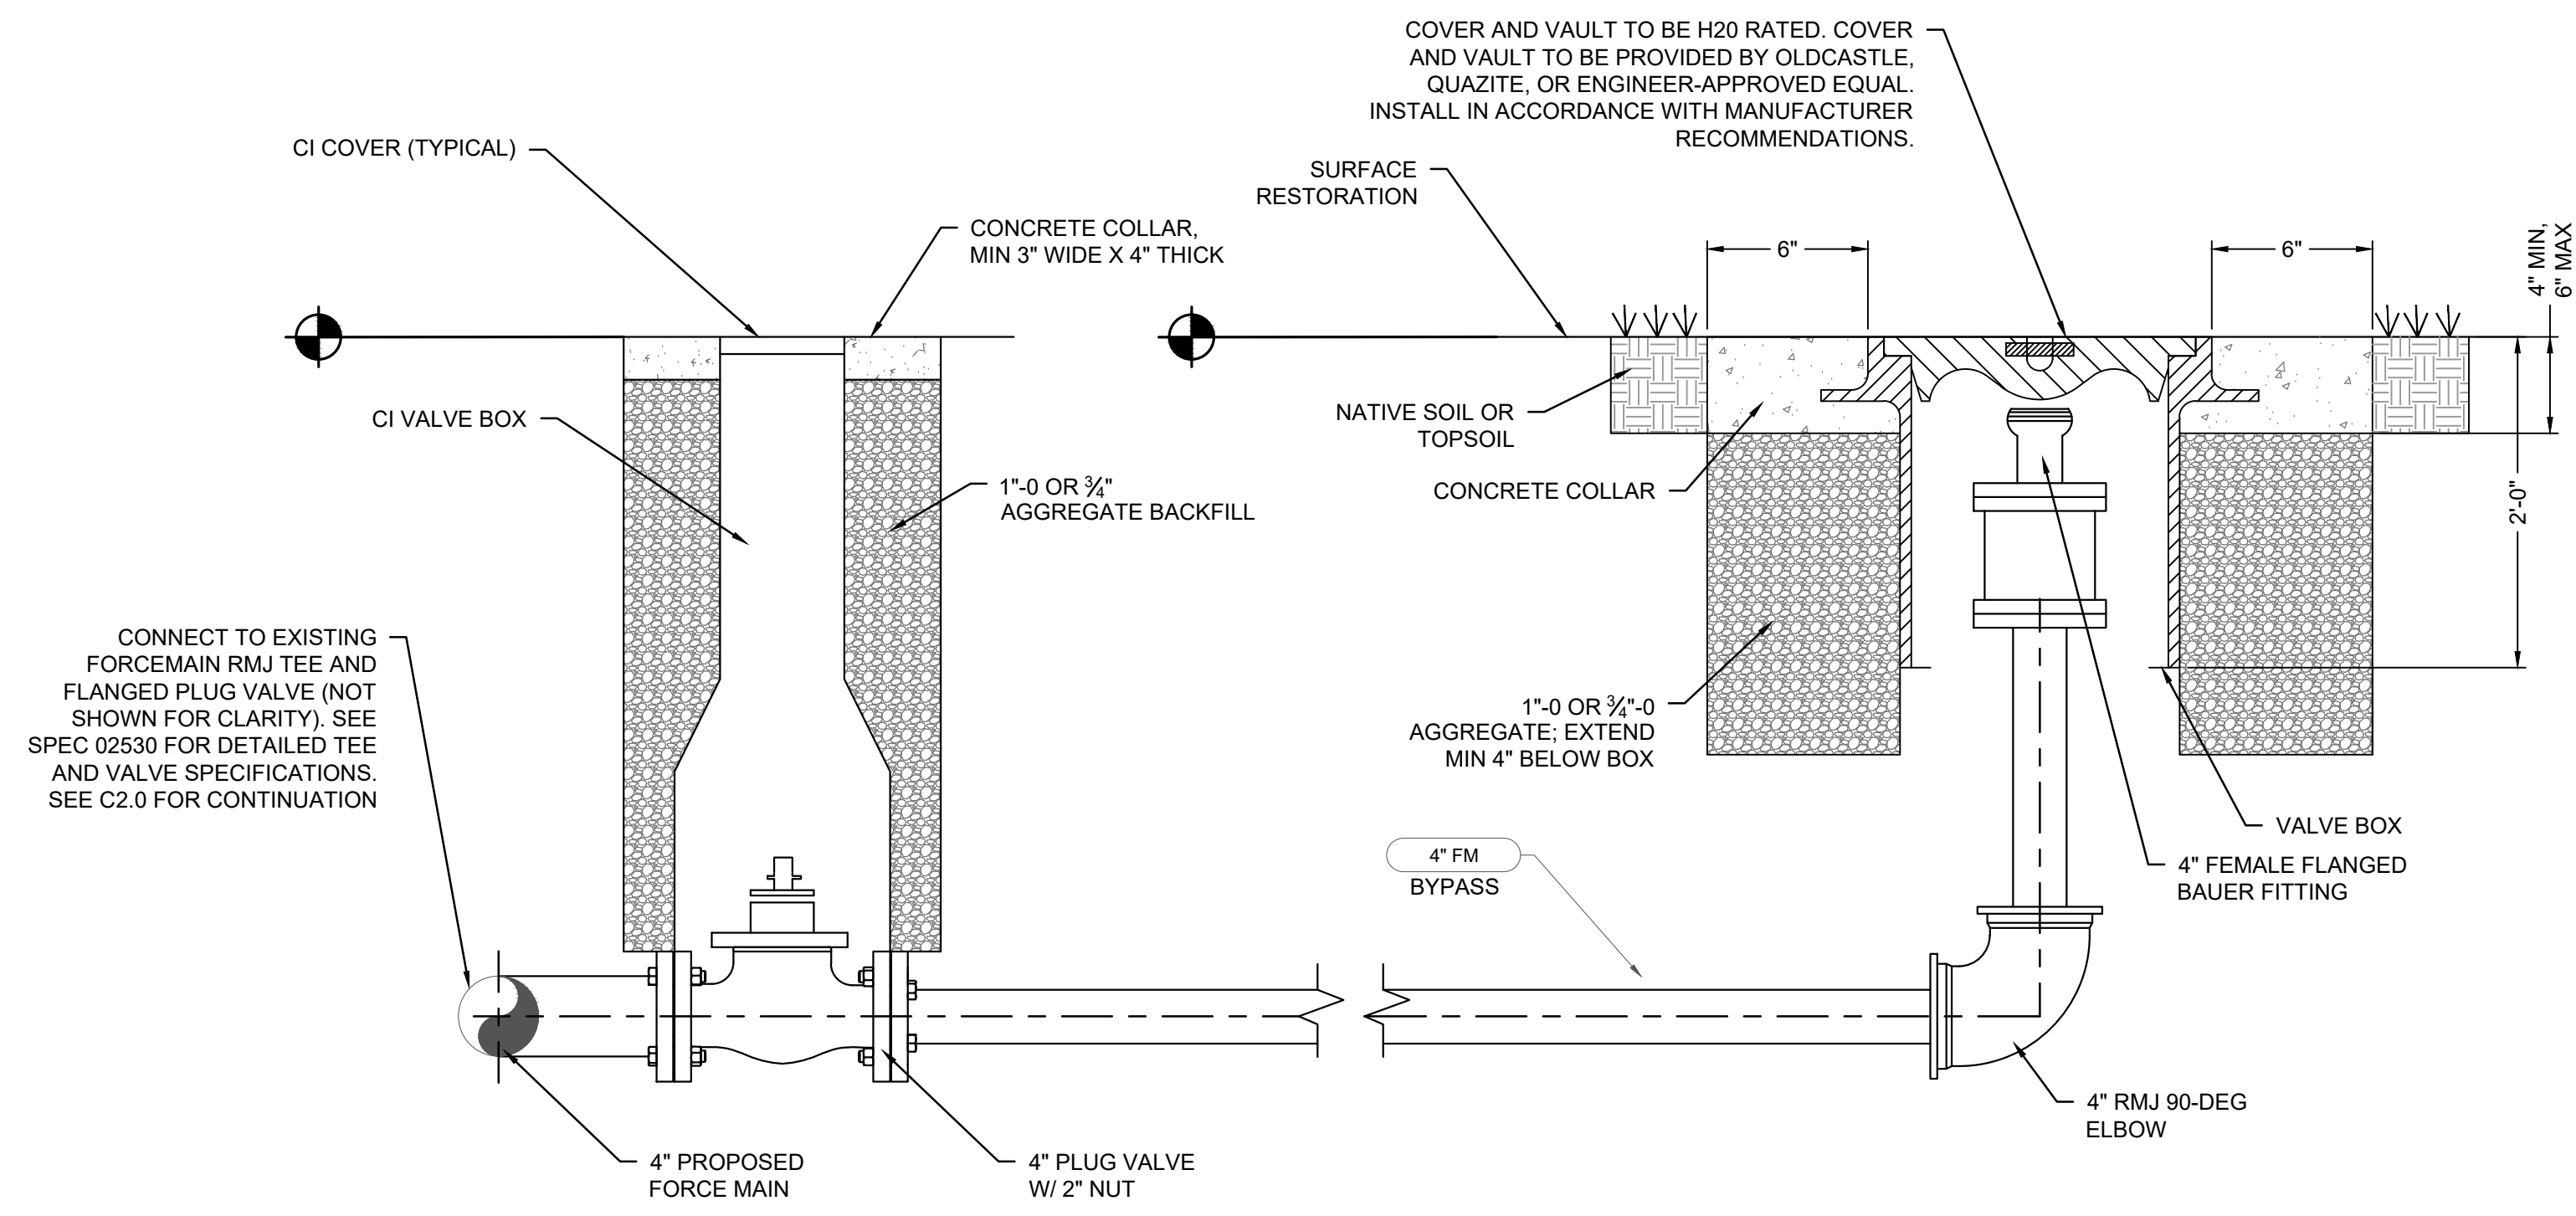 COVER AND VAULT TO BE H20 RATED. COVER
AND VAULT TO BE PROVIDED BY OLDCASTLE,
QUAZITE, OR ENGINEER-APPROVED EQUAL.
INSTALL IN ACCORDANCE WITH MANUFACTURER
RECOMMENDATIONS.
CI COVER (TYPICAL)
SURFACE
RESTORATION
CONCRETE COLLAR,
MIN 3" WIDE X 4" THICK
6"
6"
4" MIN,
6" MAX
CI VALVE BOX
NATIVE SOIL OR
TOPSOIL
1"-0 OR ¾"
AGGREGATE BACKFILL
CONCRETE COLLAR
2'-0"
CONNECT TO EXISTING
FORCEMAIN RMJ TEE AND
FLANGED PLUG VALVE (NOT
SHOWN FOR CLARITY). SEE
SPEC 02530 FOR DETAILED TEE
AND VALVE SPECIFICATIONS.
SEE C2.0 FOR CONTINUATION
1"-0 OR ¾"-0
AGGREGATE; EXTEND
MIN 4" BELOW BOX
VALVE BOX
4" FM
BYPASS
4" FEMALE FLANGED
BAUER FITTING
4" RMJ 90-DEG
ELBOW
4" PROPOSED
FORCE MAIN
4" PLUG VALVE
W/ 2" NUT